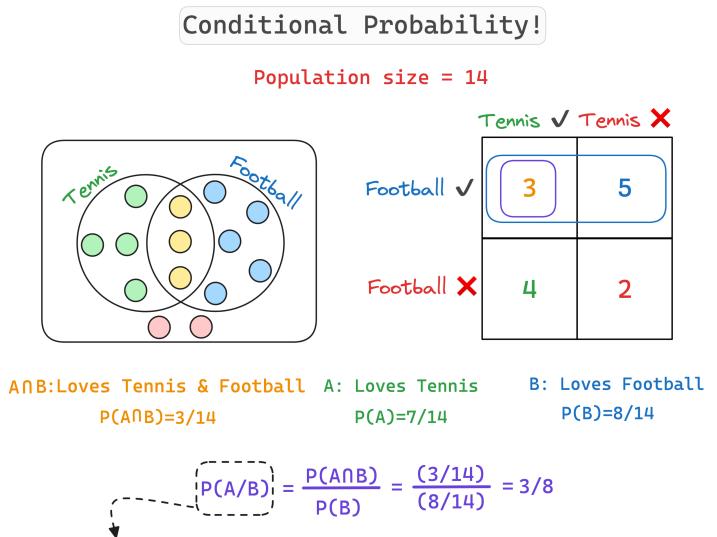 Conditional Probability!
Population size = 14
Tennis ✔ Tennis ❌
Tennis
Football
Football ✔ 3 5
Football ❌ 4 2
A∩B:Loves Tennis & Football
P(A∩B)=3/14
A: Loves Tennis
P(A)=7/14
B: Loves Football
P(B)=8/14
P(A/B) = P(A∩B) / P(B) = (3/14) / (8/14) = 3/8